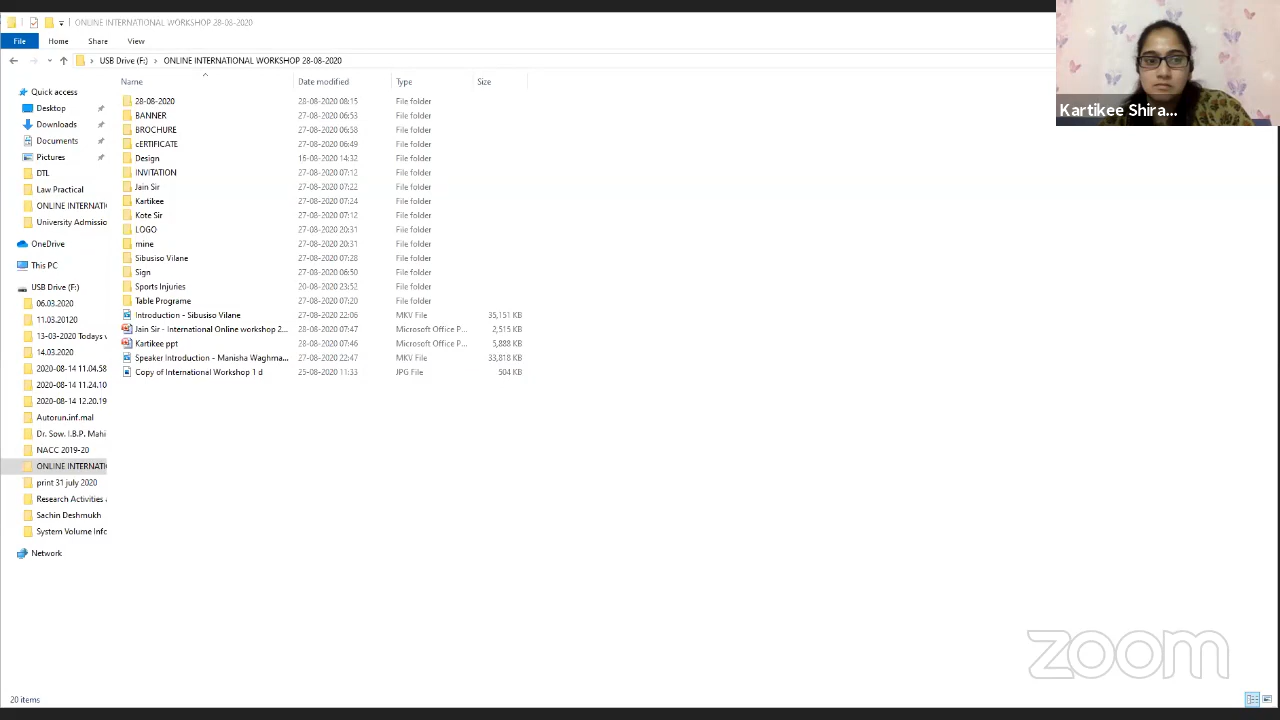 ONLINE INTERNATIONAL WORKSHOP 28-08-2020
File Home Share View
USB Drive (F:) > ONLINE INTERNATIONAL WORKSHOP 28-08-2020
Name Date modified Type Size
Quick access
Desktop
Downloads
Documents
Pictures
DTL
Law Practical
ONLINE INTERNATI
University Admissio
OneDrive
This PC
USB Drive (F:)
06.03.2020
11.03.20120
13-03-2020 Todays v
14.03.2020
2020-08-14 11.04.58
2020-08-14 11.24.10
2020-08-14 12.20.19
Autorun.inf.mal
Dr. Sow. I.B.P. Mahi
NACC 2019-20
ONLINE INTERNATI
print 31 july 2020
Research Activities a
Sachin Deshmukh
System Volume Info
Network
28-08-2020 28-08-2020 08:15 File folder
BANNER 27-08-2020 06:53 File folder
BROCHURE 27-08-2020 06:58 File folder
cERTIFICATE 27-08-2020 06:49 File folder
Design 16-08-2020 14:32 File folder
INVITATION 27-08-2020 07:12 File folder
Jain Sir 27-08-2020 07:22 File folder
Kartikee 27-08-2020 07:24 File folder
Kote Sir 27-08-2020 07:12 File folder
LOGO 27-08-2020 20:31 File folder
mine 27-08-2020 20:31 File folder
Sibusiso Vilane 27-08-2020 07:28 File folder
Sign 27-08-2020 06:50 File folder
Sports Injuries 20-08-2020 23:52 File folder
Table Programe 27-08-2020 07:20 File folder
Introduction - Sibusiso Vilane 27-08-2020 22:06 MKV File 35,151 KB
Jain Sir - International Online workshop 2... 28-08-2020 07:47 Microsoft Office P... 2,515 KB
Kartikee ppt 28-08-2020 07:46 Microsoft Office P... 5,888 KB
Speaker Introduction - Manisha Waghma... 27-08-2020 22:47 MKV File 33,818 KB
Copy of International Workshop 1 d 25-08-2020 11:33 JPG File 504 KB
20 items
Kartikee Shira...
zoom